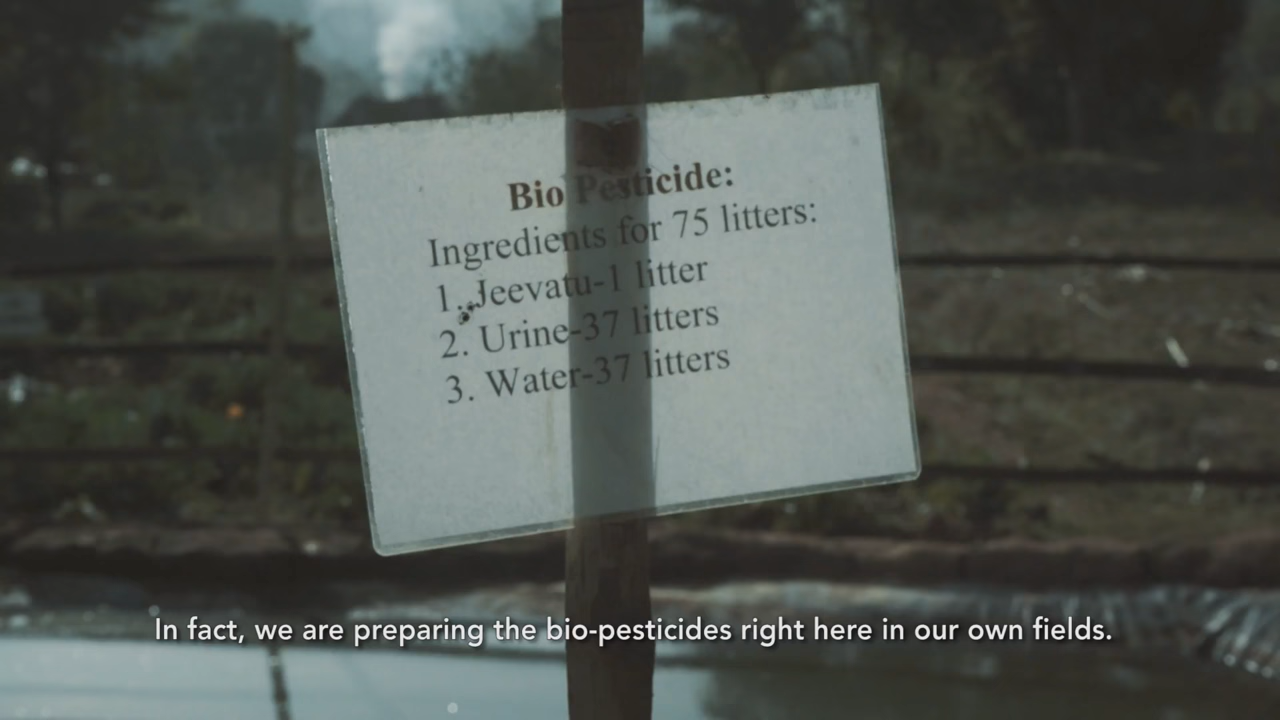 Bio Pesticide:
Ingredients for 75 litters:
1. Jeevatu-1 litter
2. Urine-37 litters
3. Water-37 litters
In fact, we are preparing the bio-pesticides right here in our own fields.